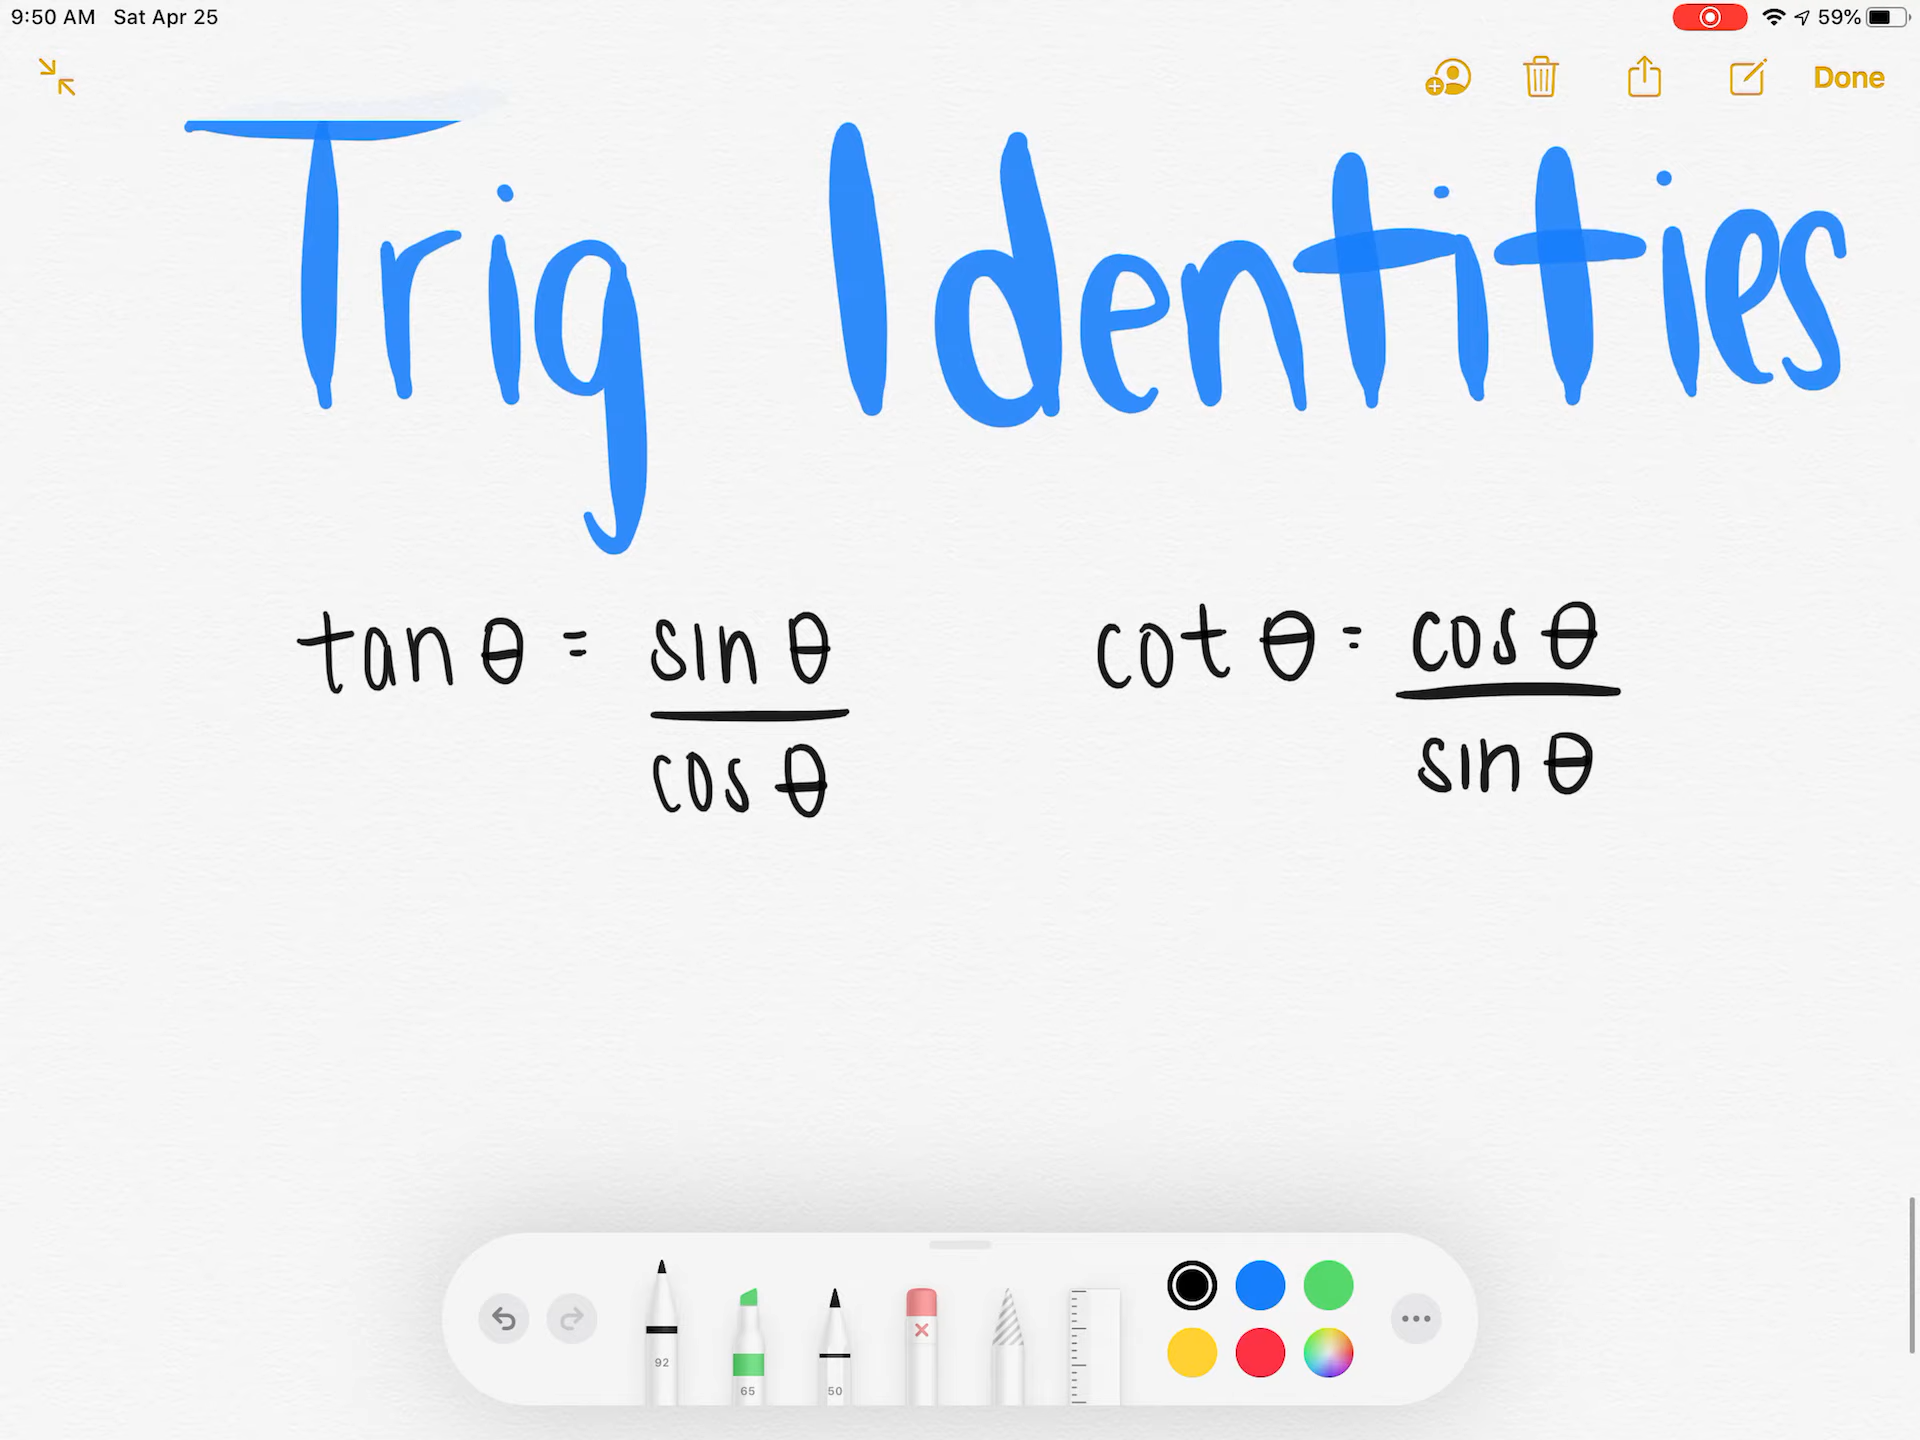 9:50 AM Sat Apr 25 59%
Done
Trig Identities
tan θ = sin θ / cos θ
cot θ = cos θ / sin θ
92
65
50